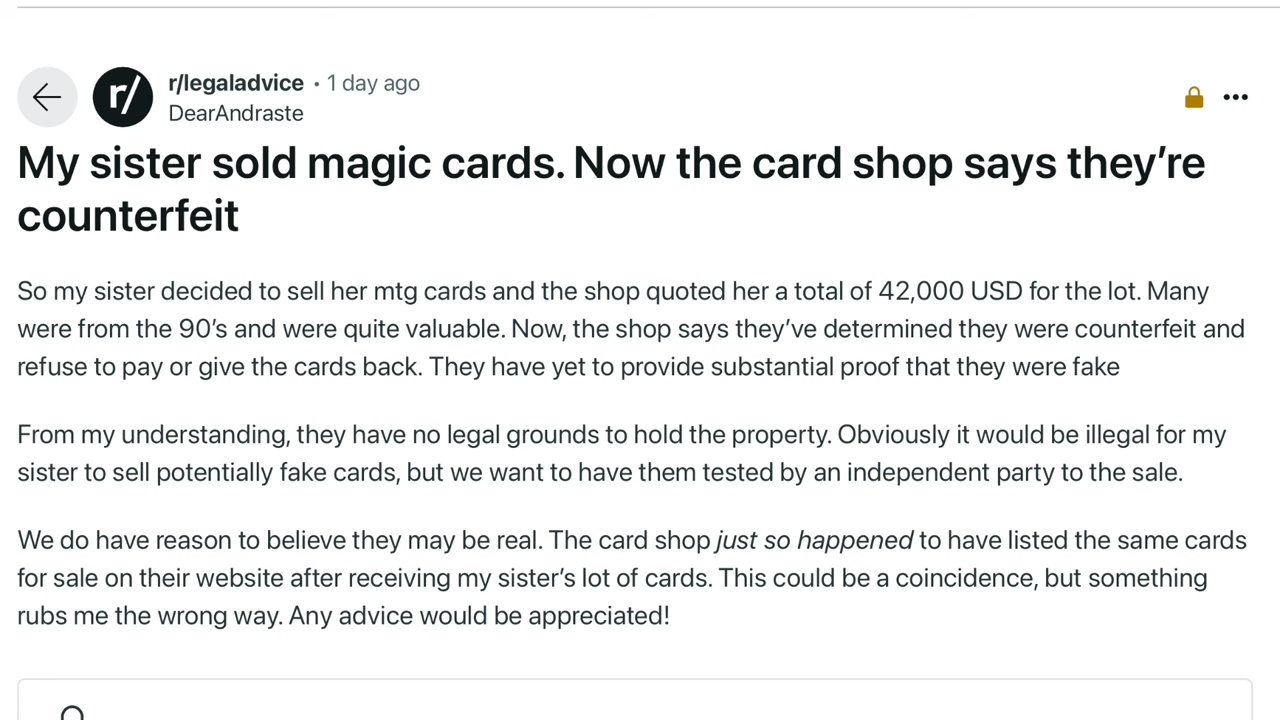 r/legaladvice • 1 day ago
DearAndraste
My sister sold magic cards. Now the card shop says they’re
counterfeit
So my sister decided to sell her mtg cards and the shop quoted her a total of 42,000 USD for the lot. Many
were from the 90’s and were quite valuable. Now, the shop says they’ve determined they were counterfeit and
refuse to pay or give the cards back. They have yet to provide substantial proof that they were fake
From my understanding, they have no legal grounds to hold the property. Obviously it would be illegal for my
sister to sell potentially fake cards, but we want to have them tested by an independent party to the sale.
We do have reason to believe they may be real. The card shop just so happened to have listed the same cards
for sale on their website after receiving my sister’s lot of cards. This could be a coincidence, but something
rubs me the wrong way. Any advice would be appreciated!